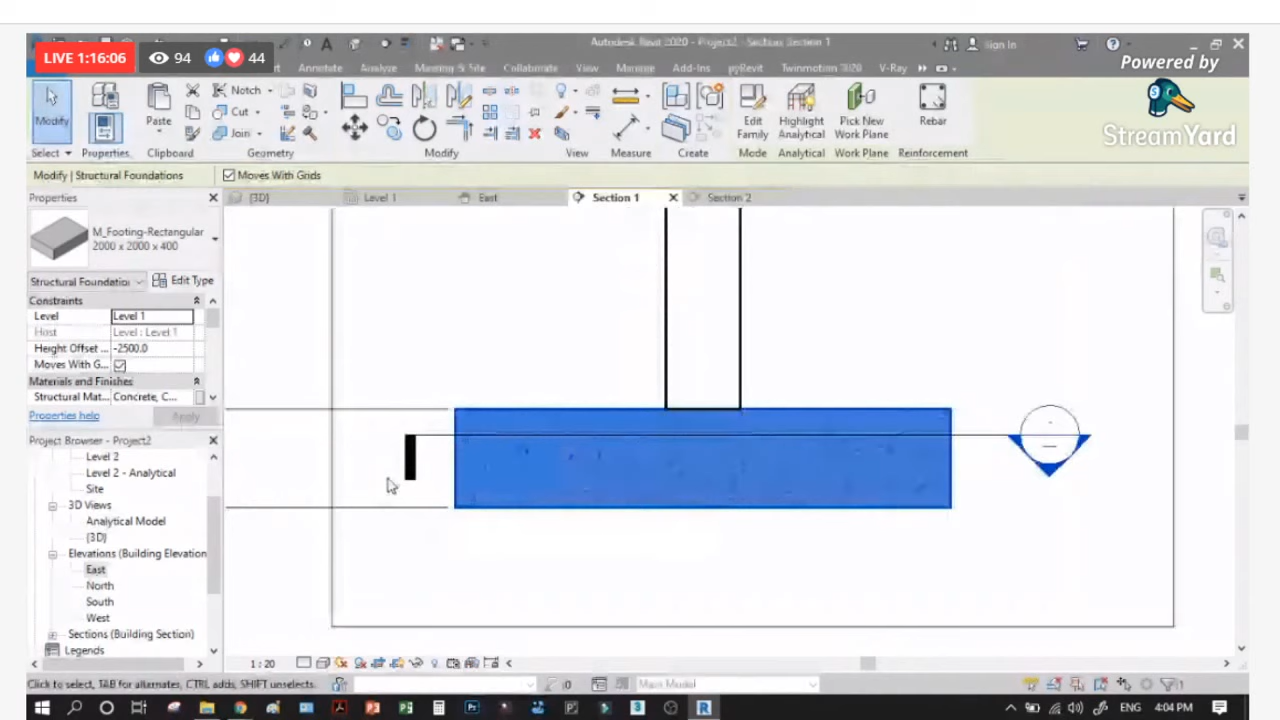 LIVE 1:16:06
94
44
Autodesk Revit 2020 - Project2 - Section: Section 1
Sign In
Annotate Analyze Massing & Site Collaborate View Manage Add-Ins pyRevit Twinmotion 2020 V-Ray
Powered by
StreamYard
Modify
Paste
Notch
Cut
Join
Edit Family
Highlight Analytical
Pick New Work Plane
Rebar
Select Properties Clipboard Geometry Modify View Measure Create Mode Analytical Work Plane Reinforcement
Modify | Structural Foundations
Moves With Grids
Properties
{3D}
Level 1
East
Section 1
Section 2
M_Footing-Rectangular
2000 x 2000 x 400
Structural Foundation
Edit Type
Constraints
Level Level 1
Host Level : Level 1
Height Offset ... -2500.0
Moves With G...
Materials and Finishes
Structural Mat... Concrete, C...
Properties help
Apply
Project Browser - Project2
Level 2
Level 2 - Analytical
Site
3D Views
Analytical Model
{3D}
Elevations (Building Elevation
East
North
South
West
Sections (Building Section)
Legends
1 : 20
Click to select, TAB for alternates, CTRL adds, SHIFT unselects.
:0
Main Model
:1
ENG 4:04 PM